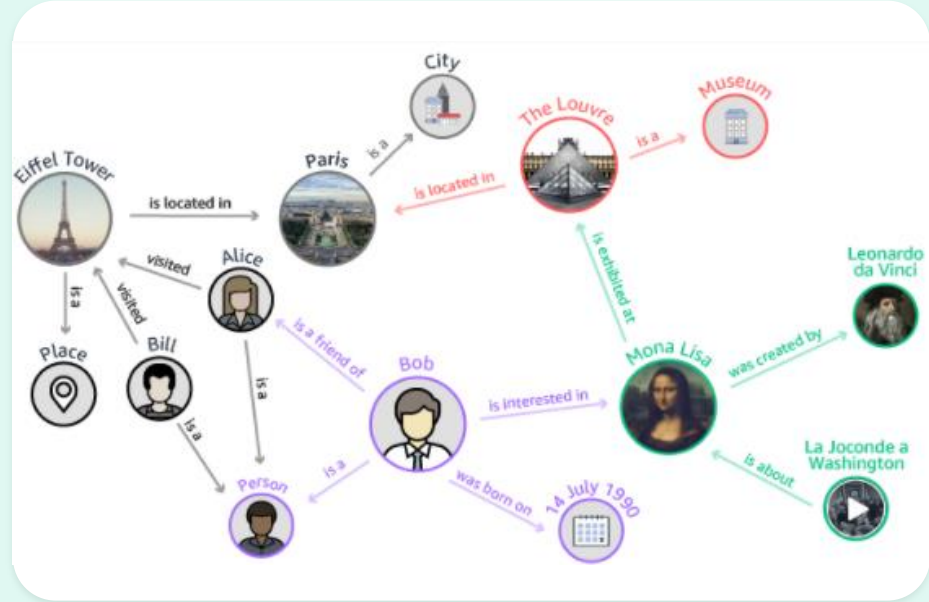 City
Museum
The Louvre
is a
is a
Eiffel Tower
Paris
is located in
is located in
visited
Alice
is exhibited at
Leonardo
da Vinci
is a
visited
Place
Bill
is a friend of
Bob
Mona Lisa
was created by
is a
is interested in
is a
La Joconde a
Washington
is about
Person
is a
was born on
14 July 1990